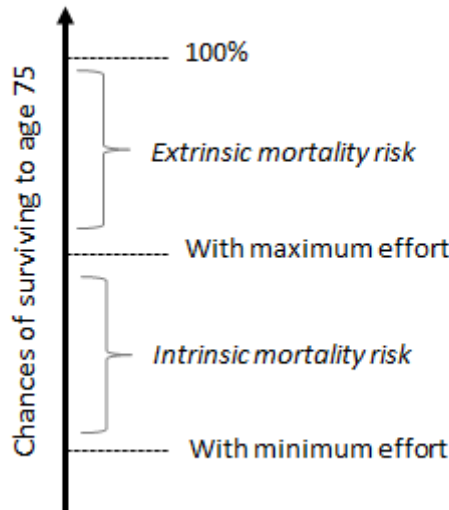 100%
Extrinsic mortality risk
With maximum effort
Intrinsic mortality risk
With minimum effort
Chances of surviving to age 75